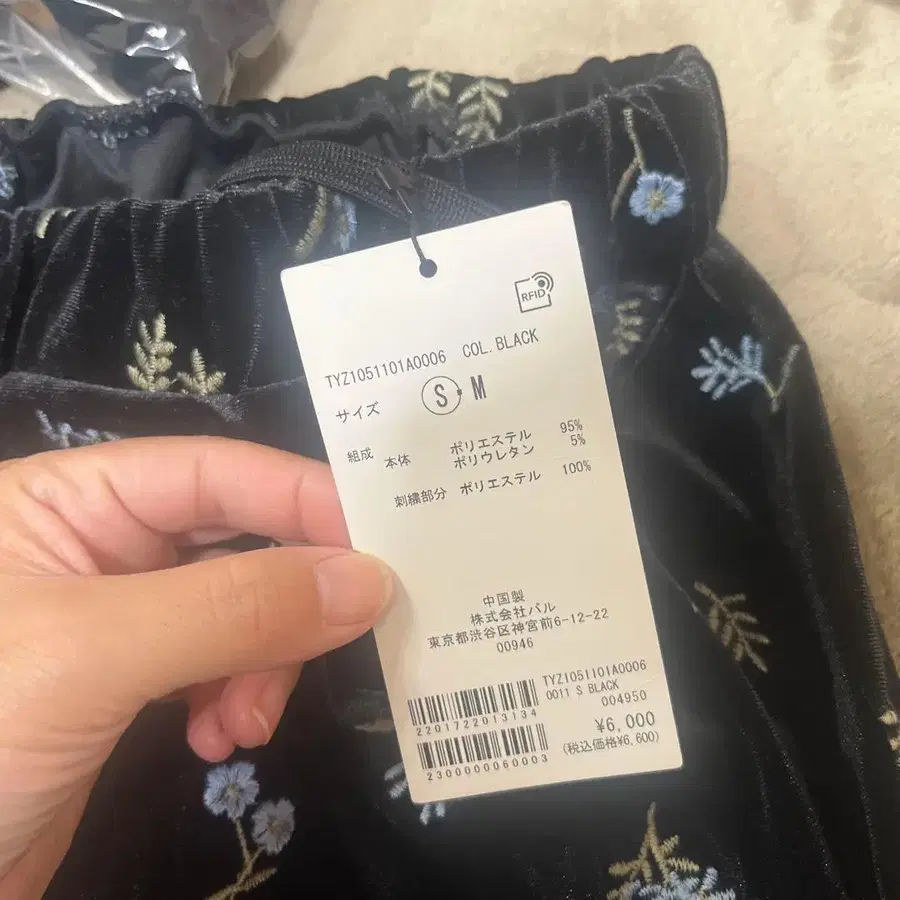 RFID
TYZ1051101A0006 COL. BLACK
サイズ S・M
組成 本体 ポリエステル 95%
ポリウレタン 5%
刺繍部分 ポリエステル 100%
中国製
株式会社パル
東京都渋谷区神宮前6-12-22
00946
TYZ1051101A0006
0011 S BLACK
004950
2201722013134
¥6,000
(税込価格¥6,600)
2300000060003